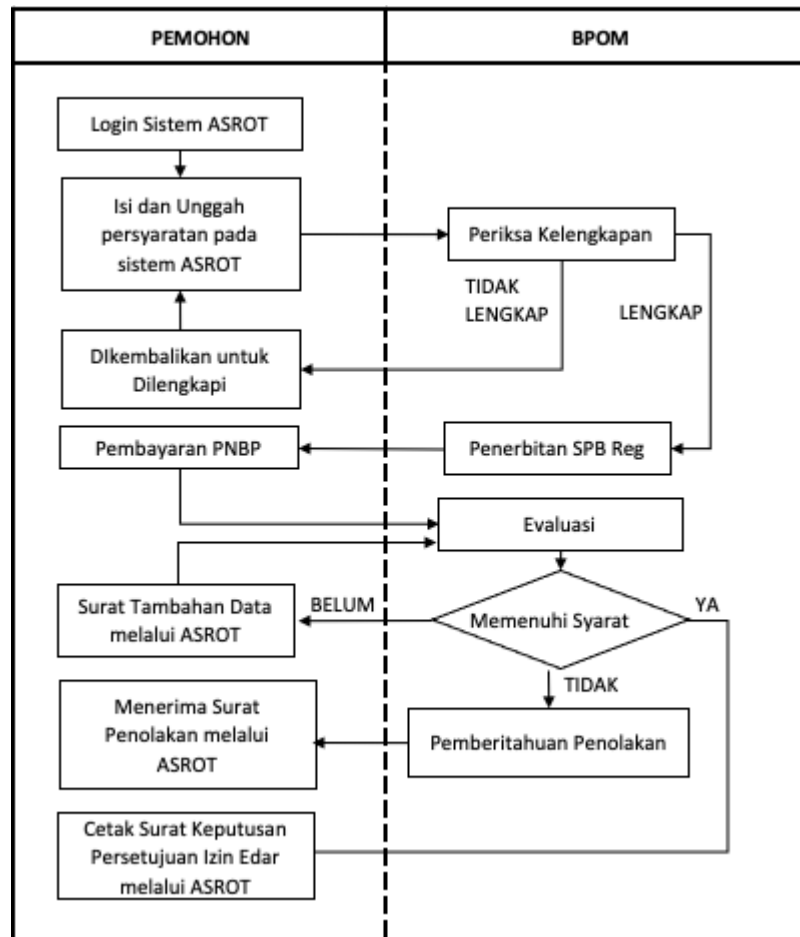 PEMOHON
BPOM
Login Sistem ASROT
Isi dan Unggah
persyaratan pada
sistem ASROT
Periksa Kelengkapan
TIDAK
LENGKAP
LENGKAP
DIkembalikan untuk
Dilengkapi
Pembayaran PNBP
Penerbitan SPB Reg
Evaluasi
Surat Tambahan Data
melalui ASROT
BELUM
Memenuhi Syarat
YA
TIDAK
Menerima Surat
Penolakan melalui
ASROT
Pemberitahuan Penolakan
Cetak Surat Keputusan
Persetujuan Izin Edar
melalui ASROT